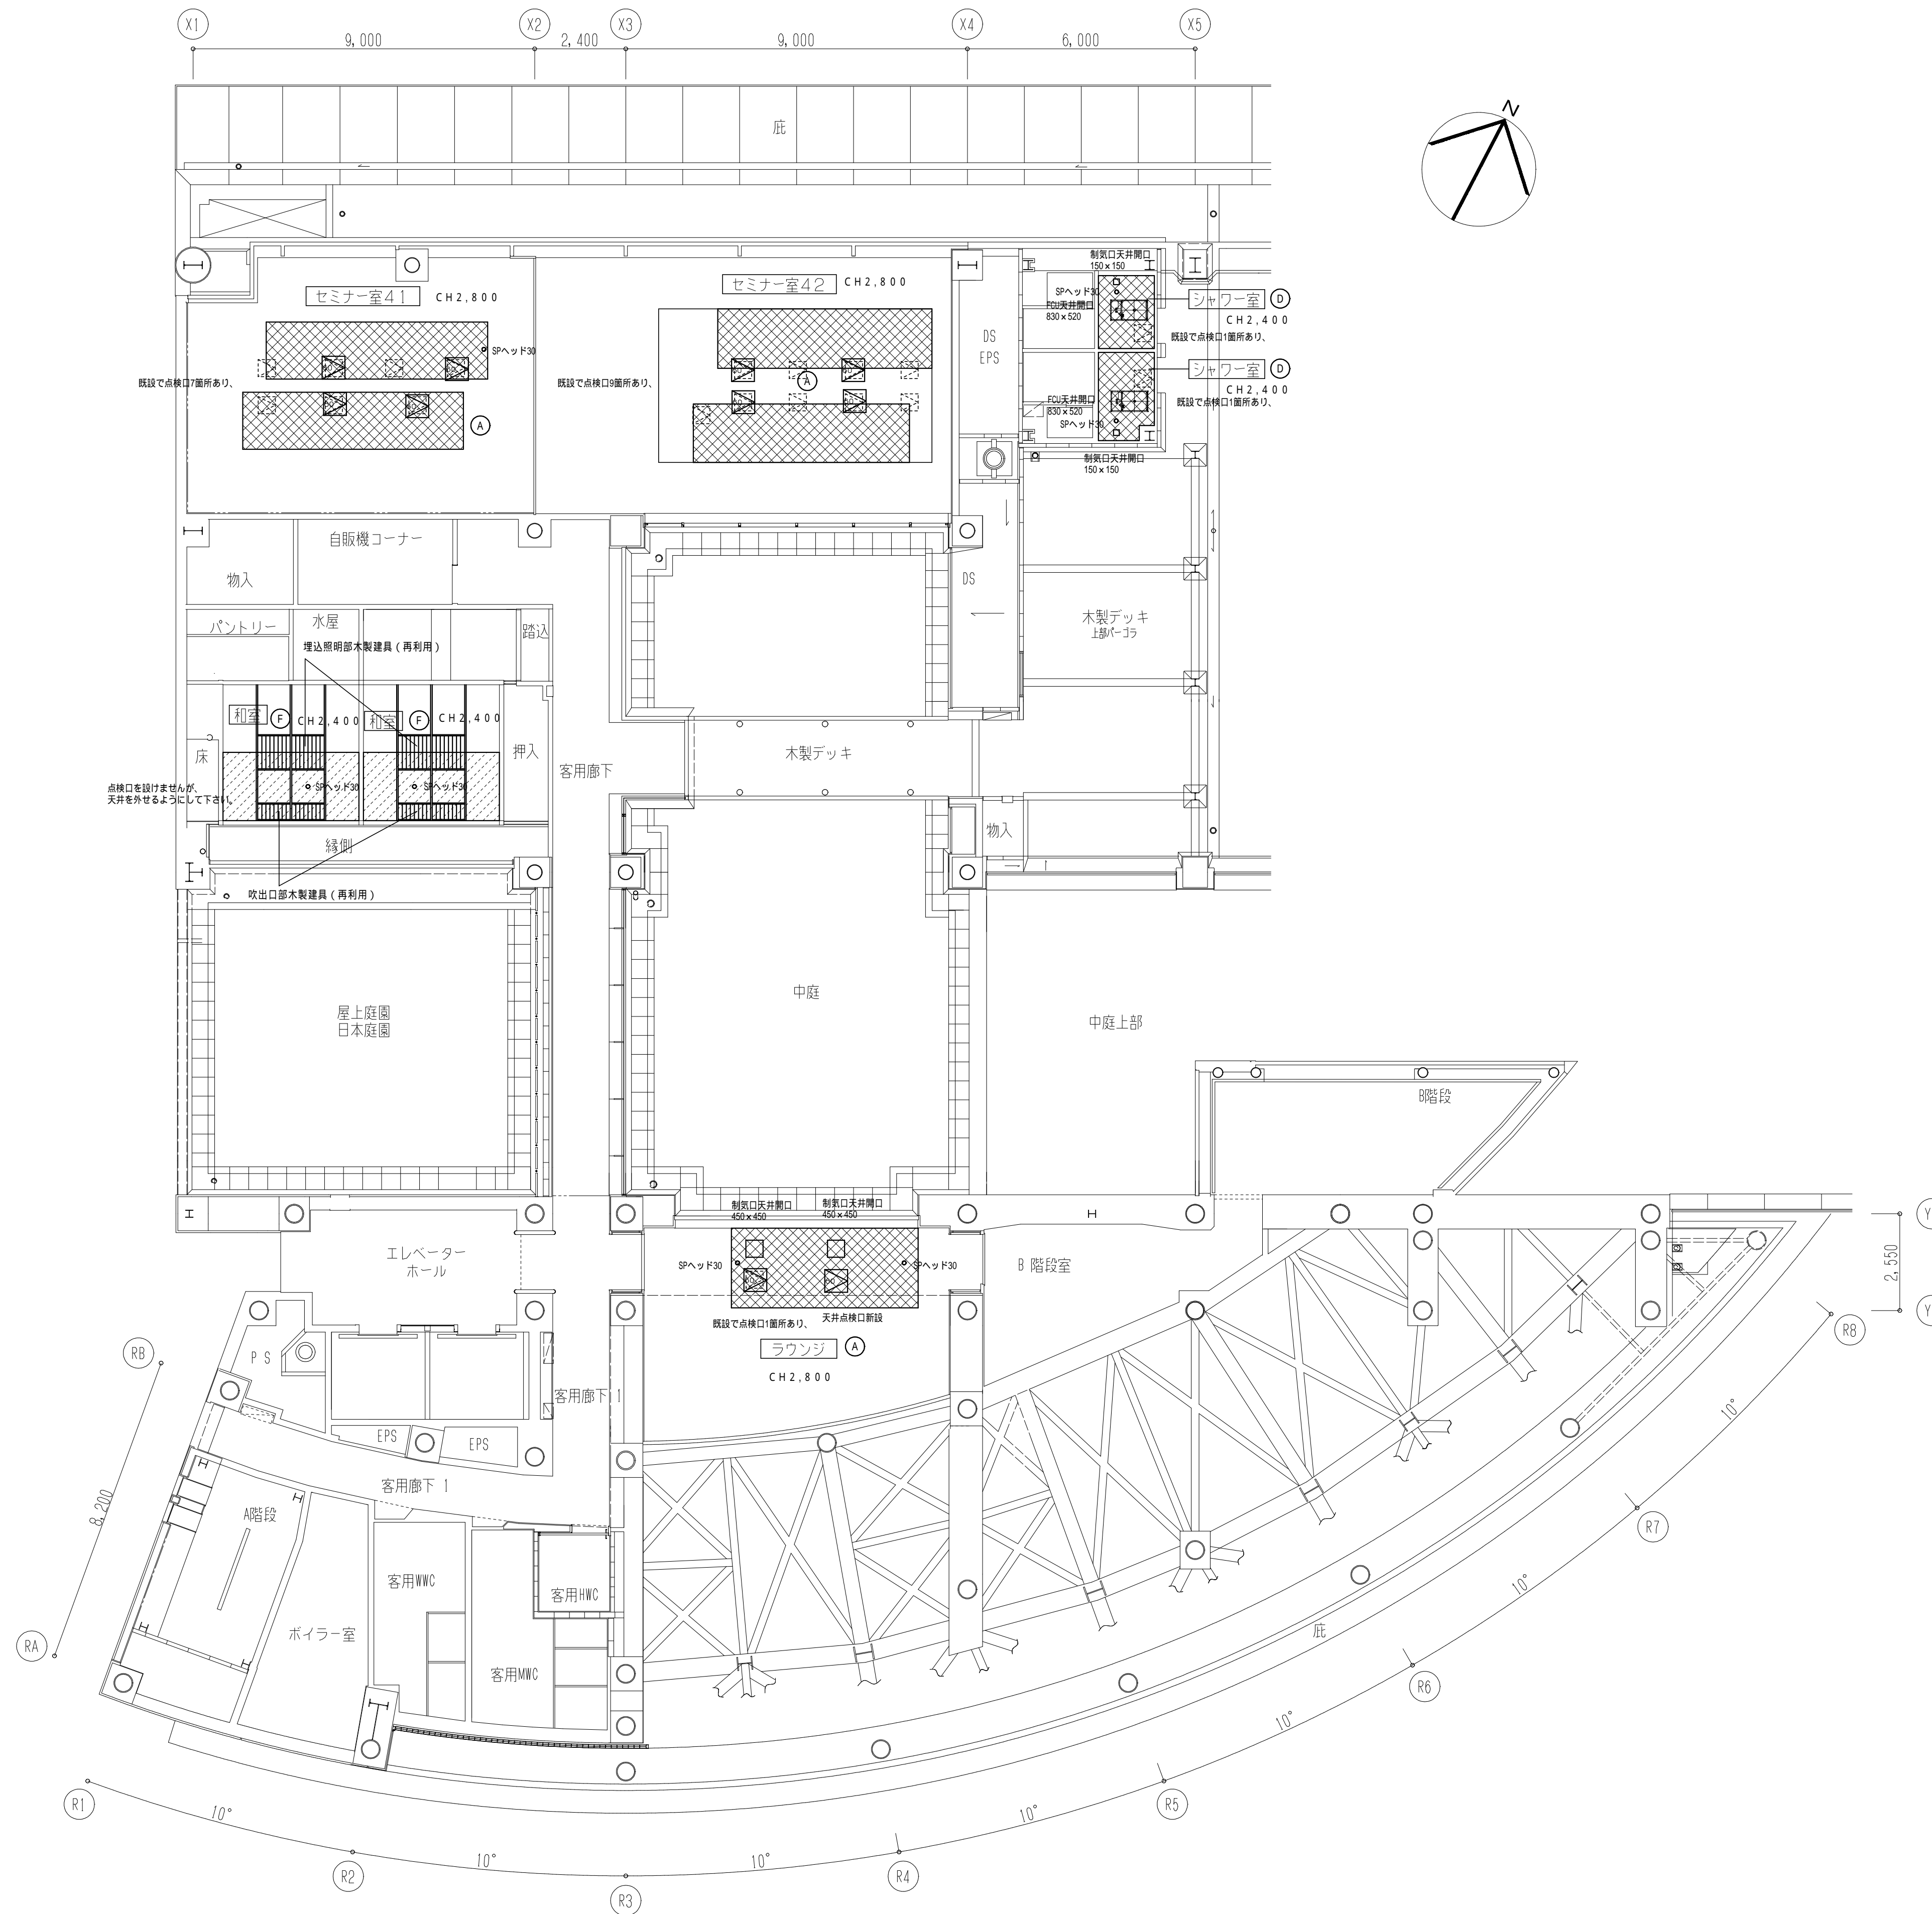 X1
X2
X3
X4
X5
9,000
2,400
9,000
6,000
N
庇
制気口天井開口
150×150
セミナー室41
CH2,800
セミナー室42
CH2,800
SPヘッド30
FCU天井開口
830×520
シャワー室
D
CH2,400
既設で点検口1箇所あり、
DS
EPS
SPヘッド30
シャワー室
D
CH2,400
既設で点検口1箇所あり、
既設で点検口7箇所あり、
既設で点検口9箇所あり、
A
A
FCU天井開口
830×520
SPヘッド30
制気口天井開口
150×150
自販機コーナー
物入
DS
パントリー
水屋
踏込
木製デッキ
上部パーゴラ
埋込照明部木製建具(再利用)
和室
F
CH2,400
和室
F
CH2,400
床
押入
木製デッキ
客用廊下
点検口を設けませんが、
天井を外せるようにして下さい。
SPヘッド30
SPヘッド30
縁側
物入
吹出口部木製建具(再利用)
中庭
屋上庭園
日本庭園
中庭上部
B階段
制気口天井開口
450×450
制気口天井開口
450×450
エレベーター
ホール
SPヘッド30
SPヘッド30
B 階段室
2,550
既設で点検口1箇所あり、
天井点検口新設
ラウンジ
A
CH2,800
RB
R8
PS
客用廊下 1
EPS
EPS
客用廊下 1
8,200
A階段
10°
R7
客用WWC
客用HWC
10°
ボイラー室
客用MWC
庇
RA
R6
10°
R1
10°
R5
10°
R2
10°
10°
R4
R3